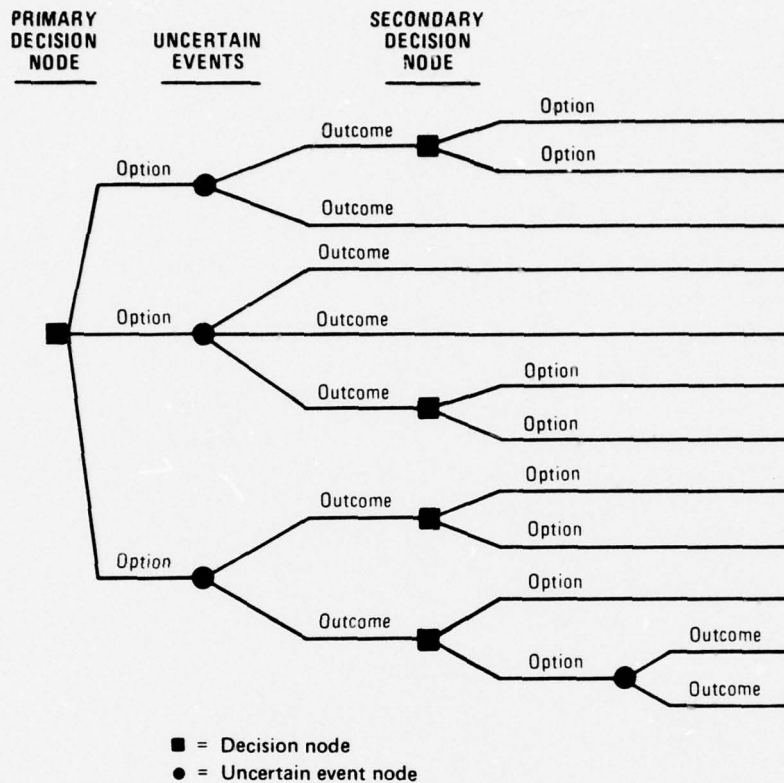 PRIMARY
DECISION
NODE
UNCERTAIN
EVENTS
SECONDARY
DECISION
NODE
Option
Outcome
Option
Option
Outcome
Outcome
Option
Outcome
Option
Outcome
Option
Option
Outcome
Option
Option
Option
Outcome
Outcome
Option
Outcome
■ = Decision node
● = Uncertain event node